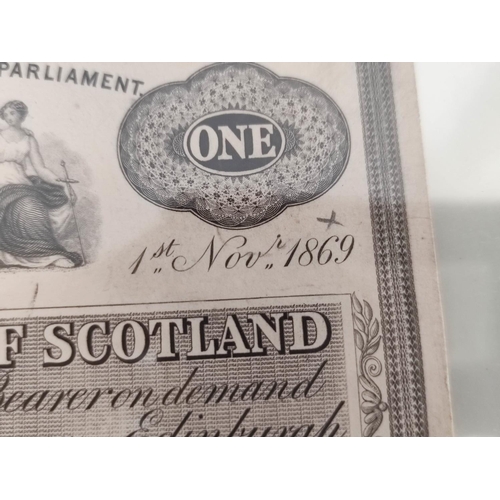 PARLIAMENT.
ONE
1st Novr 1869
F SCOTLAND
Bearer on demand
Edinburgh